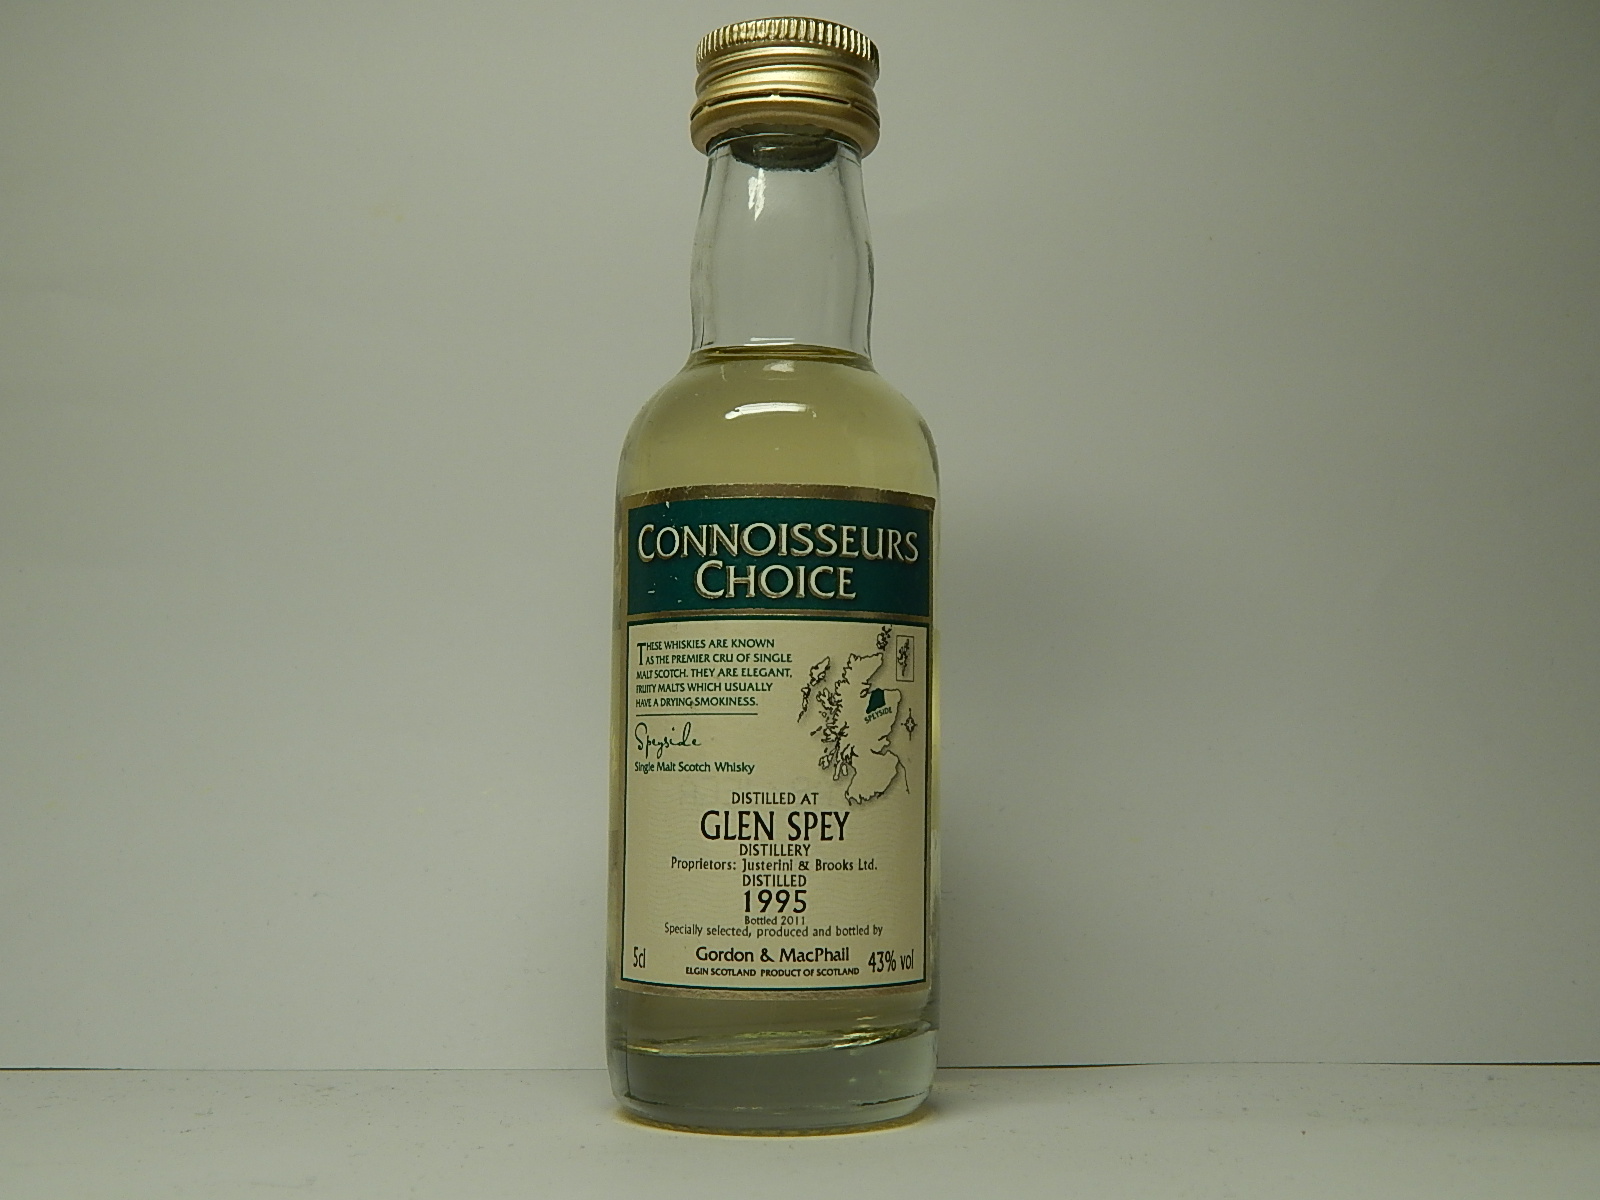 CONNOISSEURS
CHOICE
THESE WHISKIES ARE KNOWN
AS THE PREMIER CRU OF SINGLE
MALT SCOTCH. THEY ARE ELEGANT,
FRUITY MALTS WHICH USUALLY
HAVE A DRYING SMOKINESS.
SPEYSIDE
Speyside
Single Malt Scotch Whisky
DISTILLED AT
GLEN SPEY
DISTILLERY
Proprietors: Justerini & Brooks Ltd.
DISTILLED
1995
Bottled 2011
Specially selected, produced and bottled by
5cl Gordon & MacPhail 43% vol
ELGIN SCOTLAND PRODUCT OF SCOTLAND